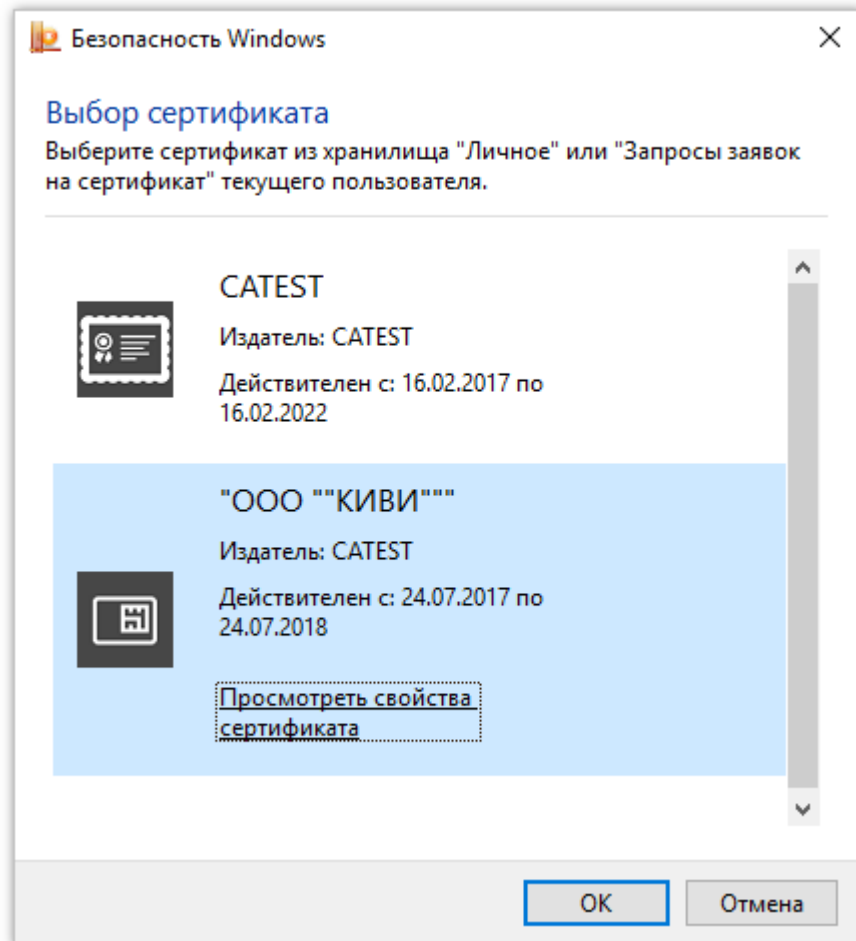 Безопасность Windows
Выбор сертификата
Выберите сертификат из хранилища "Личное" или "Запросы заявок
на сертификат" текущего пользователя.
CATEST
Издатель: CATEST
Действителен с: 16.02.2017 по
16.02.2022
"ООО ""КИВИ"""
Издатель: CATEST
Действителен с: 24.07.2017 по
24.07.2018
Просмотреть свойства
сертификата
ОК
Отмена